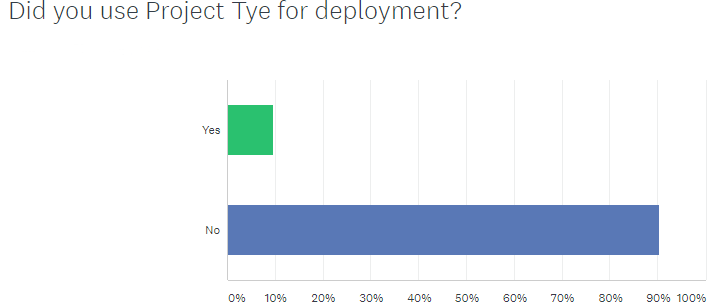 Did you use Project Tye for deployment?
Yes
No
0% 10% 20% 30% 40% 50% 60% 70% 80% 90% 100%